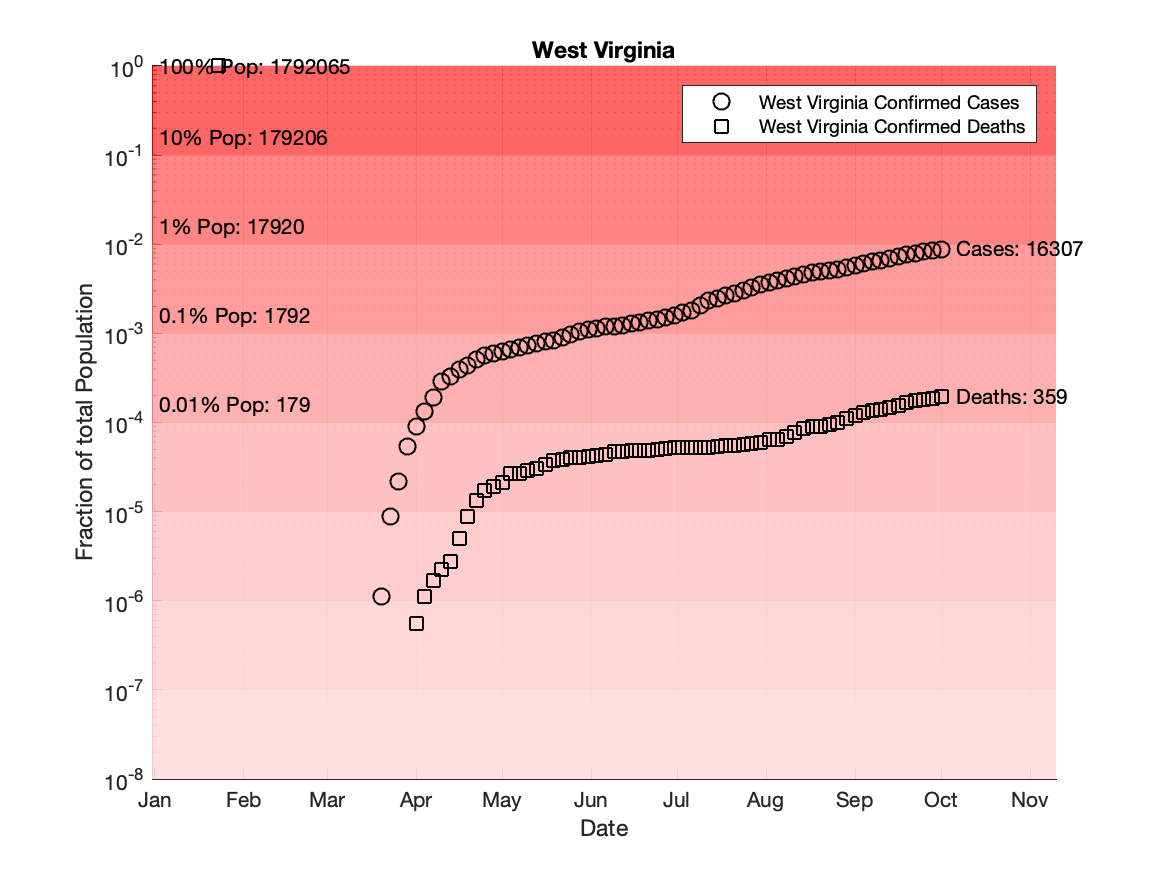 West Virginia
10^0
100% Pop: 1792065
West Virginia Confirmed Cases
West Virginia Confirmed Deaths
10% Pop: 179206
10^-1
1% Pop: 17920
10^-2
Cases: 16307
0.1% Pop: 1792
10^-3
0.01% Pop: 179
Deaths: 359
10^-4
10^-5
10^-6
10^-7
10^-8
Fraction of total Population
Jan Feb Mar Apr May Jun Jul Aug Sep Oct Nov
Date